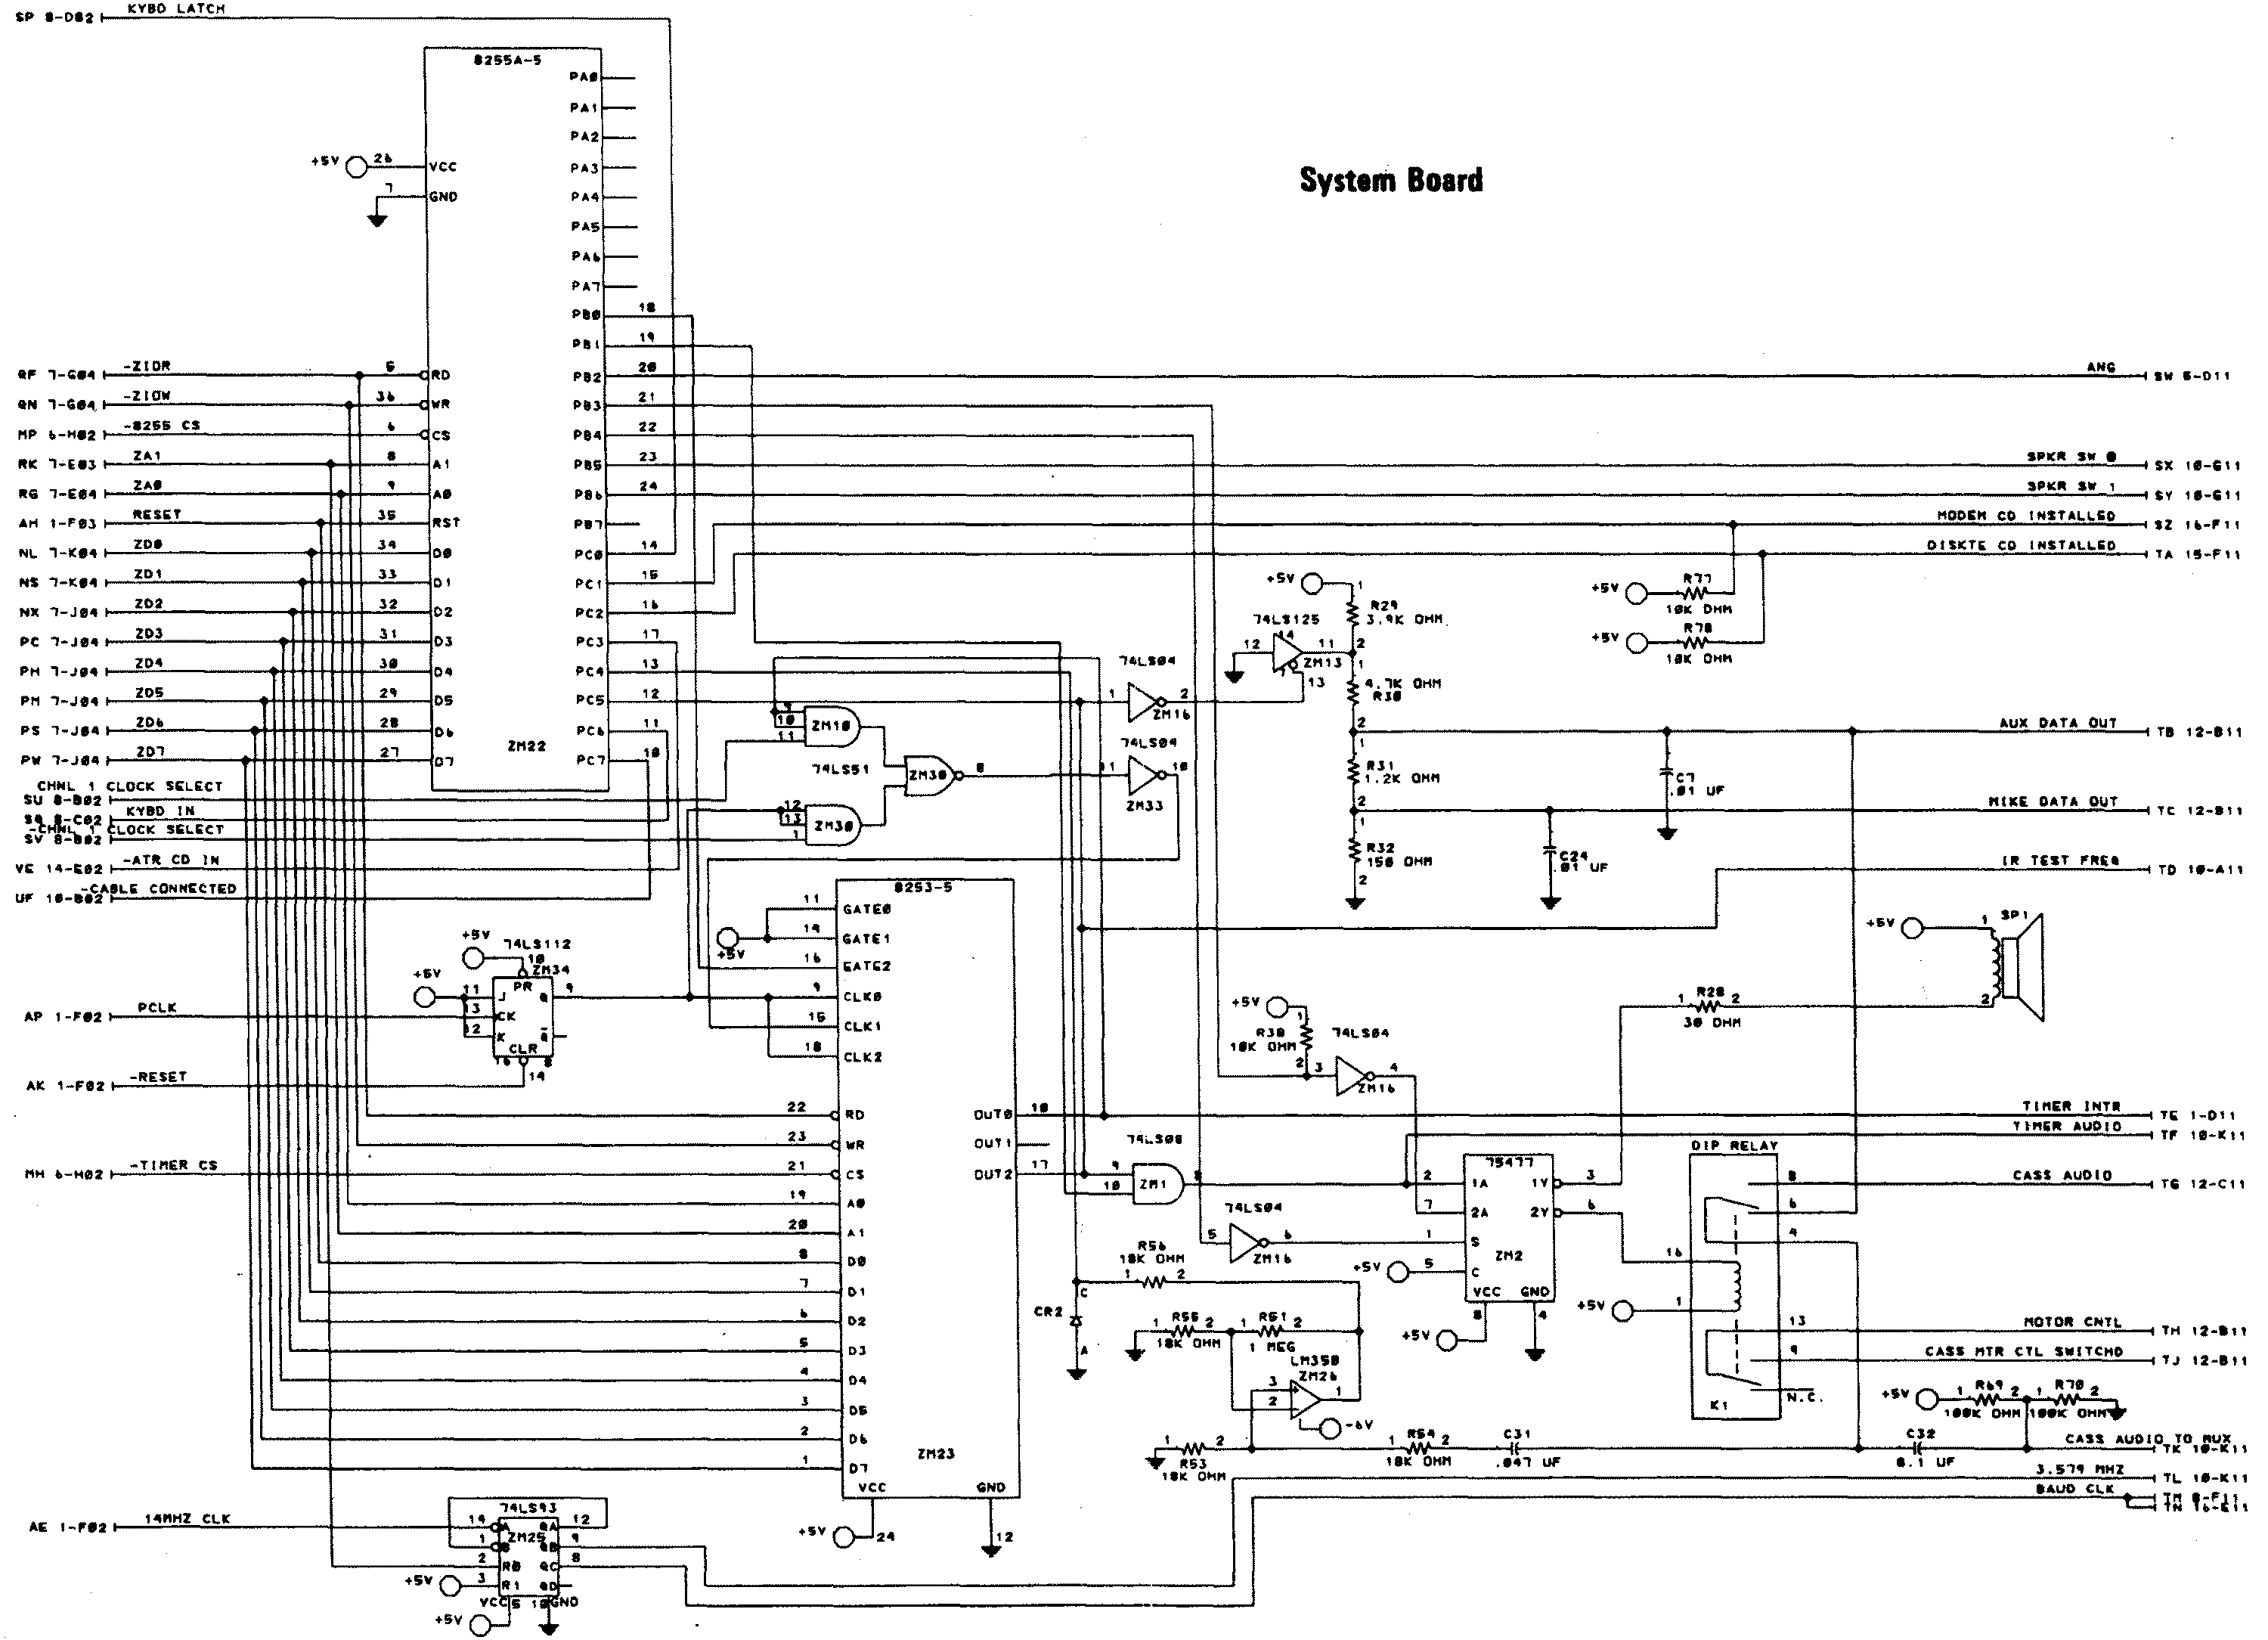 SP 8-D02 KYBD LATCH
8255A-5
PA0
PA1
PA2
+5V 26 VCC PA3
7 GND PA4
PA5
PA6
PA7
System Board
PB0 18
PB1 19
QF 7-G04 -ZIOR 5 RD PB2 20 ANG SW 5-D11
QN 7-G04 -ZIOW 36 WR PB3 21
MP 6-H02 -8255 CS 6 CS PB4 22
RK 7-E03 ZA1 8 A1 PB5 23 SPKR SW 0 SX 10-G11
RG 7-E04 ZA0 9 A0 PB6 24 SPKR SW 1 SY 10-G11
AH 1-F03 RESET 35 RST PB7 MODEM CD INSTALLED SZ 16-F11
NL 7-K04 ZD0 34 D0 PC0 14 DISKTE CD INSTALLED TA 15-F11
NS 7-K04 ZD1 33 D1 PC1 15
NX 7-J04 ZD2 32 D2 PC2 16
PC 7-J04 ZD3 31 D3 PC3 17
PH 7-J04 ZD4 30 D4 PC4 13
PM 7-J04 ZD5 29 D5 PC5 12
PS 7-J04 ZD6 28 D6 PC6 11
PW 7-J04 ZD7 27 D7 PC7 10
ZM22
+5V 1 R29 3.9K OHM 2
74LS125
12 14 11 ZM13 7 13
1 4.7K OHM R30 2
+5V R77 10K OHM
+5V R78 10K OHM
74LS04
1 2 ZM16
9 10 11 ZM10
74LS51
ZM30 8
12 13 1 ZM30
74LS04
11 10 ZM33
1 R31 1.2K OHM 2
1 R32 150 OHM 2
C7 .01 UF
C24 .01 UF
AUX DATA OUT TB 12-B11
MIKE DATA OUT TC 12-B11
IR TEST FREQ TD 10-A11
CHNL 1 CLOCK SELECT
SU 8-B02
SQ 8-C02 KYBD IN
-CHNL 1 CLOCK SELECT
SV 8-B02
VE 14-E02 -ATR CD IN
UF 10-B02 -CABLE CONNECTED
8253-5
11 GATE0
+5V 14 GATE1
16 GATE2
9 CLK0
15 CLK1
18 CLK2
+5V 74LS112
10 ZM34
+5V 11 J PR Q 9
AP 1-F02 PCLK 13 CK
12 K Q
CLR 16 8
AK 1-F02 -RESET 14
+5V 1 SP1 2
1 R28 2
30 OHM
+5V 1 R38 10K OHM 2
74LS04
3 4 ZM16
22 RD OUT0 10 TIMER INTR TE 1-D11
23 WR OUT1 TIMER AUDIO TF 10-K11
MH 6-H02 -TIMER CS 21 CS OUT2 17 CASS AUDIO TG 12-C11
19 A0
20 A1
8 D0
7 D1
6 D2
5 D3
4 D4
3 D5
2 D6
1 D7
ZM23
VCC GND
+5V 24 12
74LS08
9 10 ZM1 8
74LS04
5 6 ZM16
75477
2 1A 1Y 3
7 2A 2Y 6
1 S ZM2
+5V 5 C
VCC GND
+5V 8 4
DIP RELAY
8
6
4
16
+5V 1
13 MOTOR CNTL TH 12-B11
9 CASS MTR CTL SWITCHD TJ 12-B11
K1 N.C.
R56
10K OHM
1 2
C CR2 A
1 R55 2 1 R51 2
10K OHM 1 MEG
LM358
ZM26
3 2 1
-6V
1 R53 2
10K OHM
1 R54 2
10K OHM
C31
.047 UF
C32
0.1 UF
+5V 1 R69 2 1 R70 2
100K OHM 100K OHM
CASS AUDIO TO MUX
TK 10-K11
3.579 MHZ TL 10-K11
BAUD CLK TM 8-F11
TN 16-E11
74LS93
AE 1-F02 14MHZ CLK 14 A QA 12
1 B ZM25 QB 9
2 R0 QC 8
+5V 3 R1 QD
VCC 5 10 GND
+5V